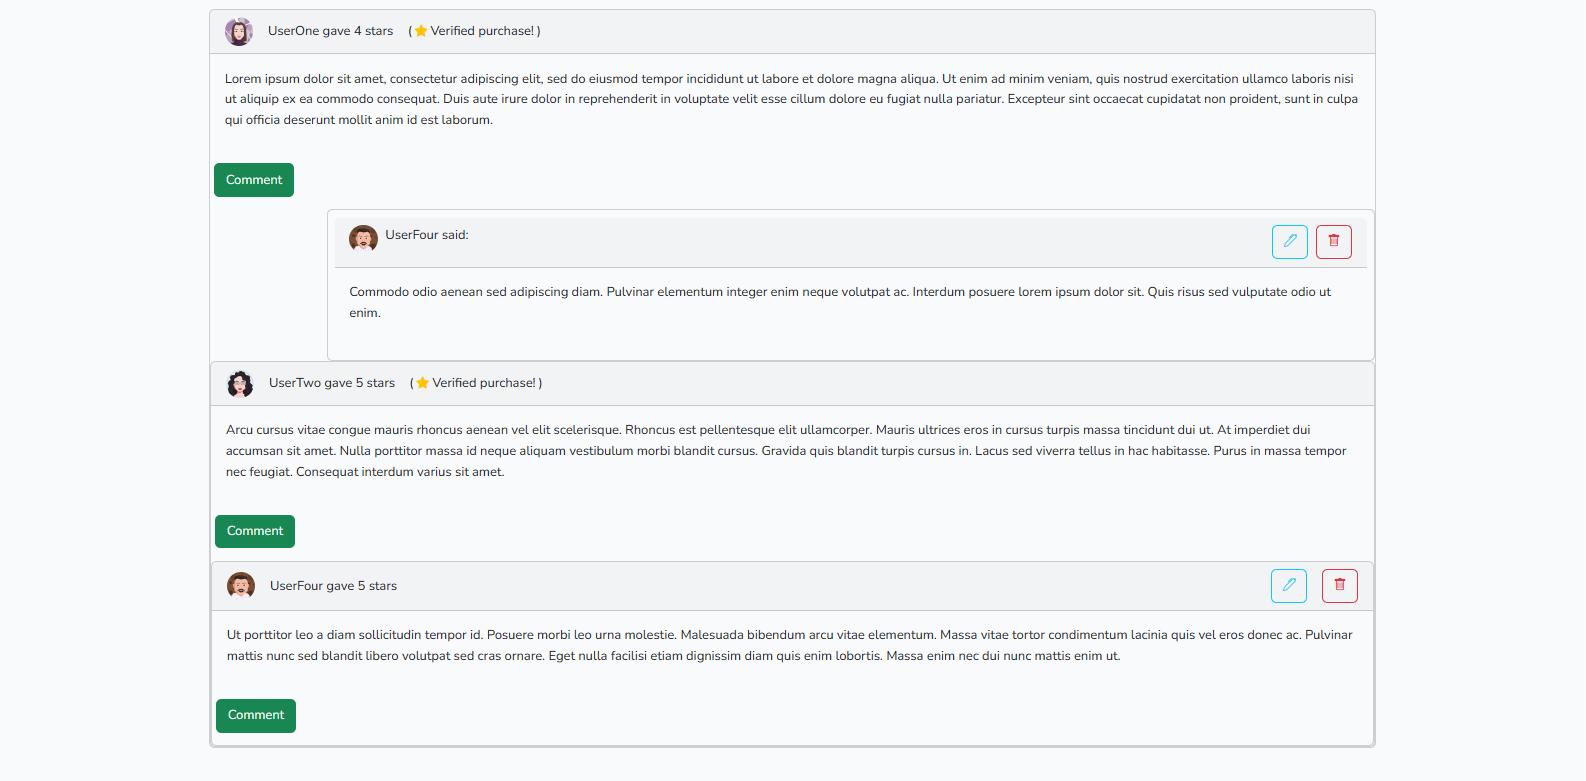 UserOne gave 4 stars (⭐ Verified purchase! )
Lorem ipsum dolor sit amet, consectetur adipiscing elit, sed do eiusmod tempor incididunt ut labore et dolore magna aliqua. Ut enim ad minim veniam, quis nostrud exercitation ullamco laboris nisi
ut aliquip ex ea commodo consequat. Duis aute irure dolor in reprehenderit in voluptate velit esse cillum dolore eu fugiat nulla pariatur. Excepteur sint occaecat cupidatat non proident, sunt in culpa
qui officia deserunt mollit anim id est laborum.
Comment
UserFour said:
Commodo odio aenean sed adipiscing diam. Pulvinar elementum integer enim neque volutpat ac. Interdum posuere lorem ipsum dolor sit. Quis risus sed vulputate odio ut
enim.
UserTwo gave 5 stars (⭐ Verified purchase! )
Arcu cursus vitae congue mauris rhoncus aenean vel elit scelerisque. Rhoncus est pellentesque elit ullamcorper. Mauris ultrices eros in cursus turpis massa tincidunt dui ut. At imperdiet dui
accumsan sit amet. Nulla porttitor massa id neque aliquam vestibulum morbi blandit cursus. Gravida quis blandit turpis cursus in. Lacus sed viverra tellus in hac habitasse. Purus in massa tempor
nec feugiat. Consequat interdum varius sit amet.
Comment
UserFour gave 5 stars
Ut porttitor leo a diam sollicitudin tempor id. Posuere morbi leo urna molestie. Malesuada bibendum arcu vitae elementum. Massa vitae tortor condimentum lacinia quis vel eros donec ac. Pulvinar
mattis nunc sed blandit libero volutpat sed cras ornare. Eget nulla facilisi etiam dignissim diam quis enim lobortis. Massa enim nec dui nunc mattis enim ut.
Comment